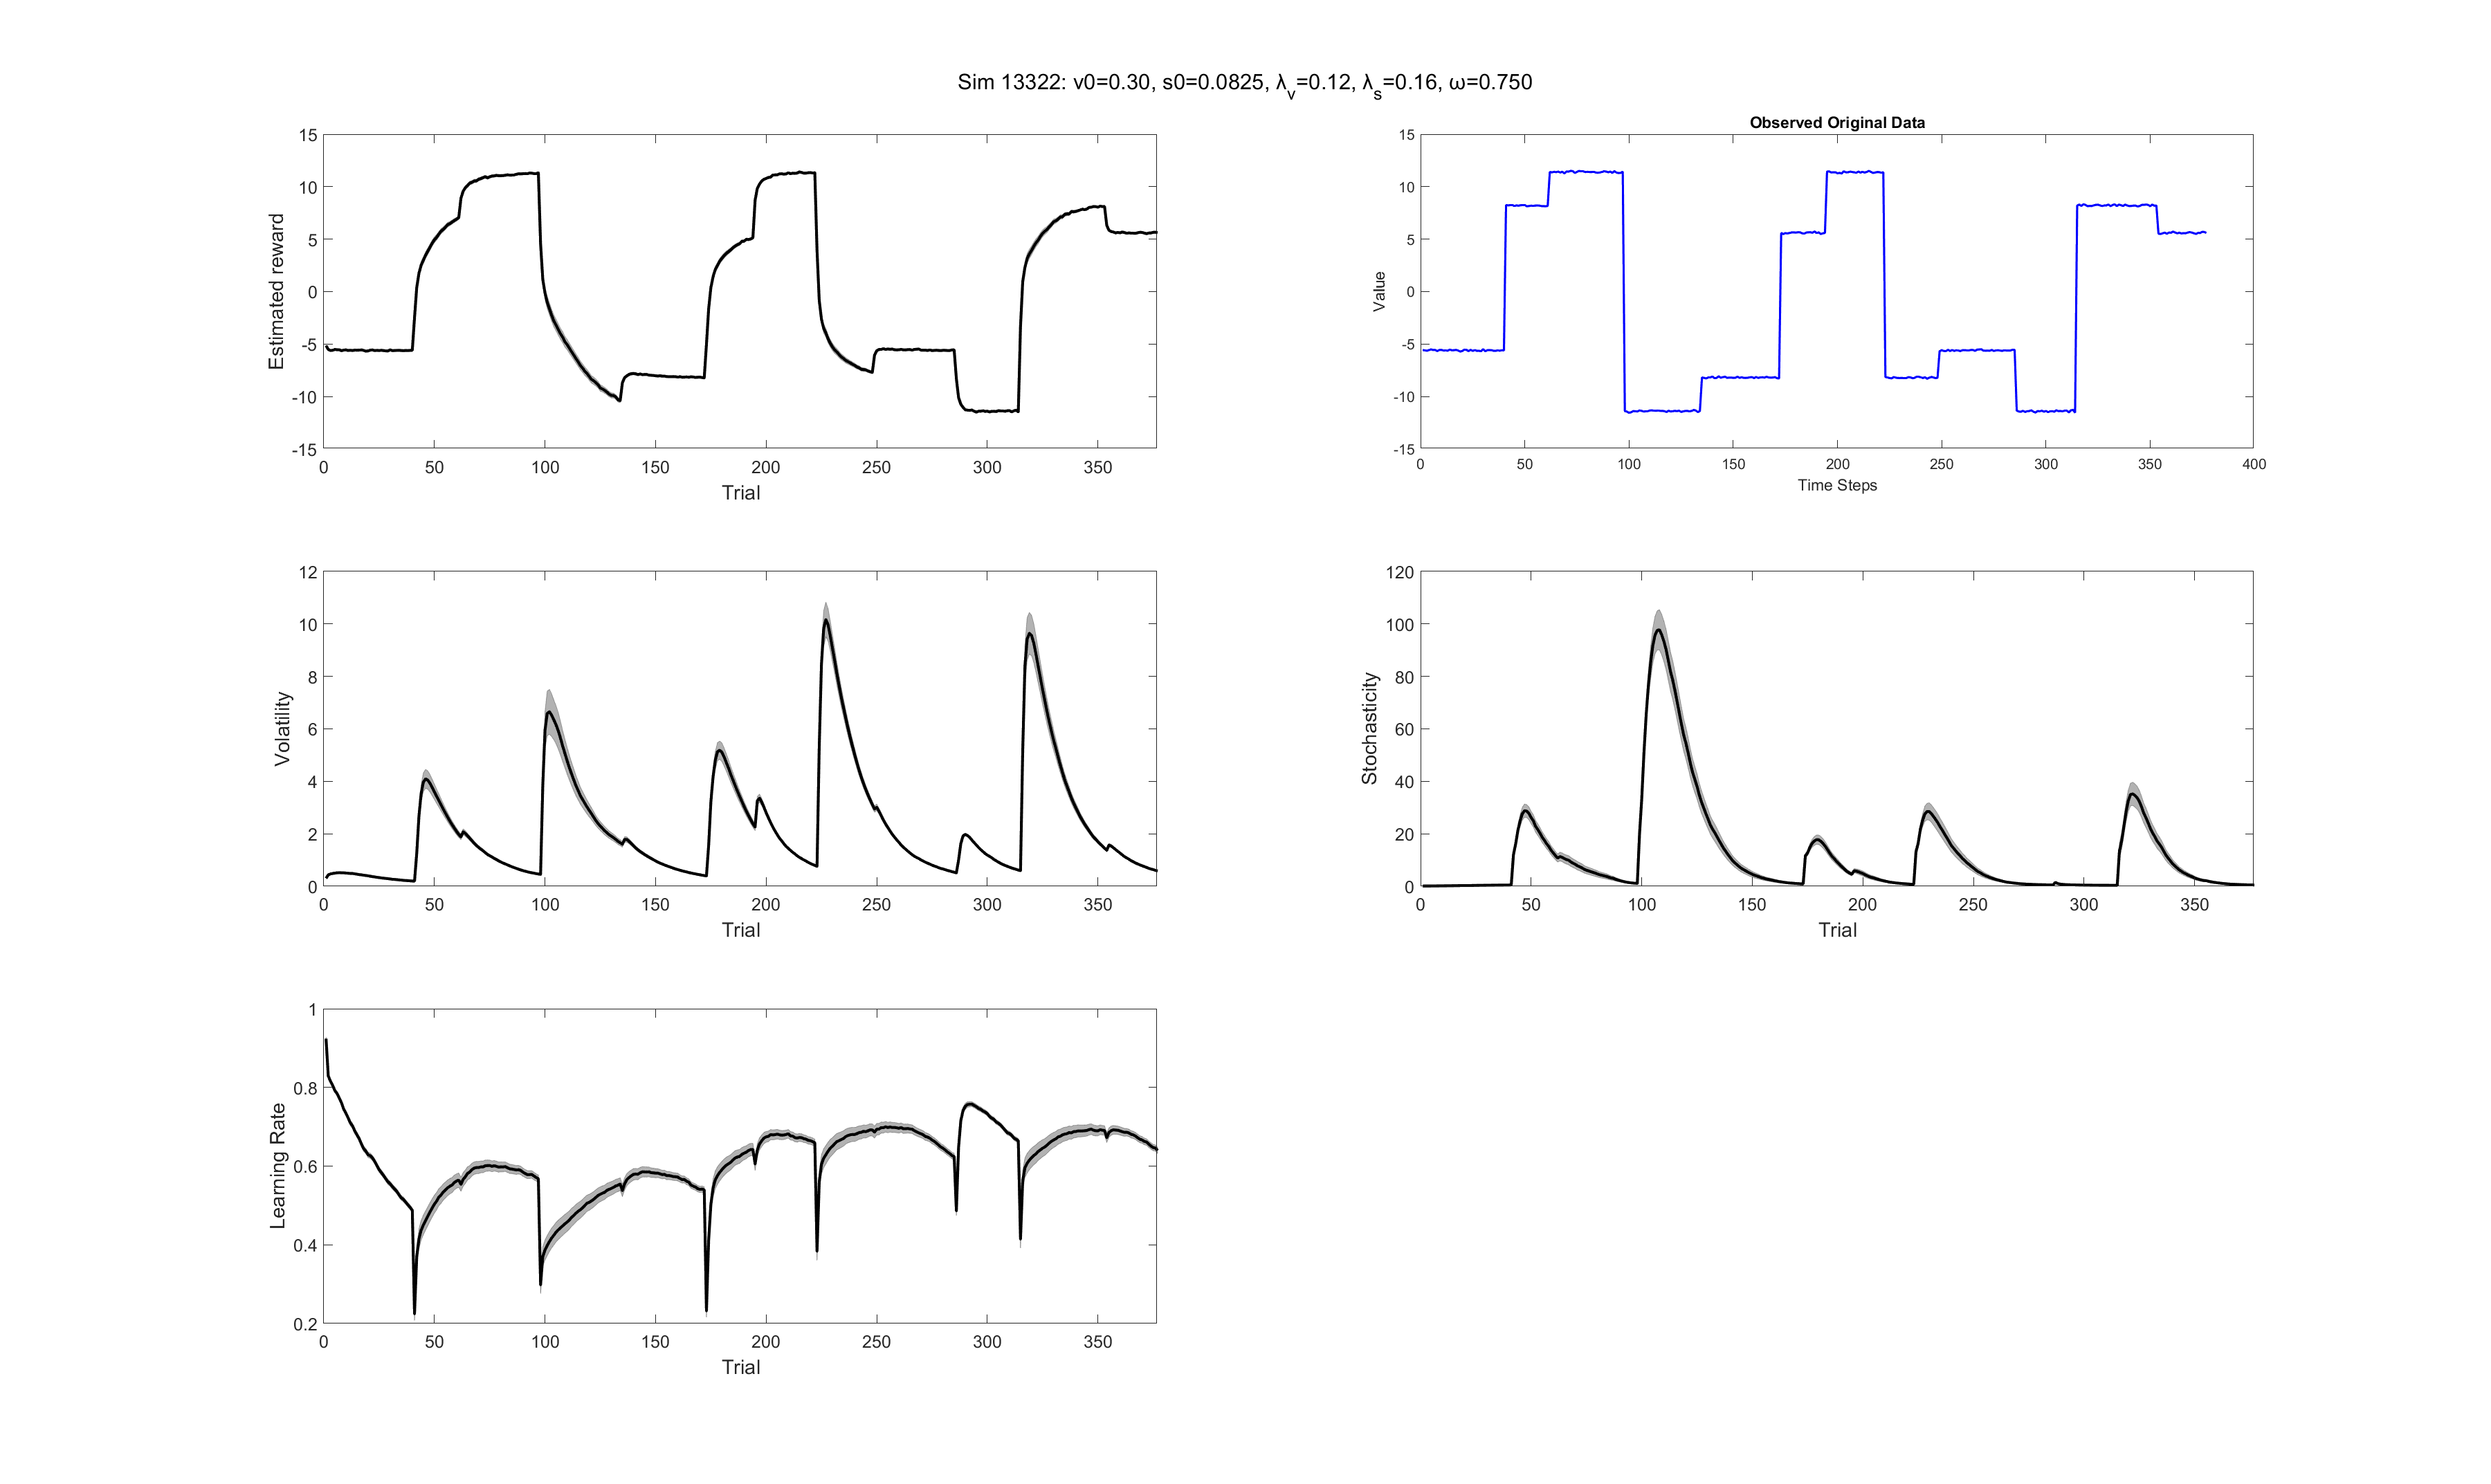 Sim 13322: v0=0.30, s0=0.0825, λv=0.12, λs=0.16, ω=0.750
15
10
5
0
-5
-10
-15
Estimated reward
0 50 100 150 200 250 300 350
Trial
Observed Original Data
15
10
5
0
-5
-10
-15
Value
0 50 100 150 200 250 300 350 400
Time Steps
12
10
8
6
4
2
0
Volatility
0 50 100 150 200 250 300 350
Trial
120
100
80
60
40
20
0
Stochasticity
0 50 100 150 200 250 300 350
Trial
1
0.8
0.6
0.4
0.2
Learning Rate
0 50 100 150 200 250 300 350
Trial